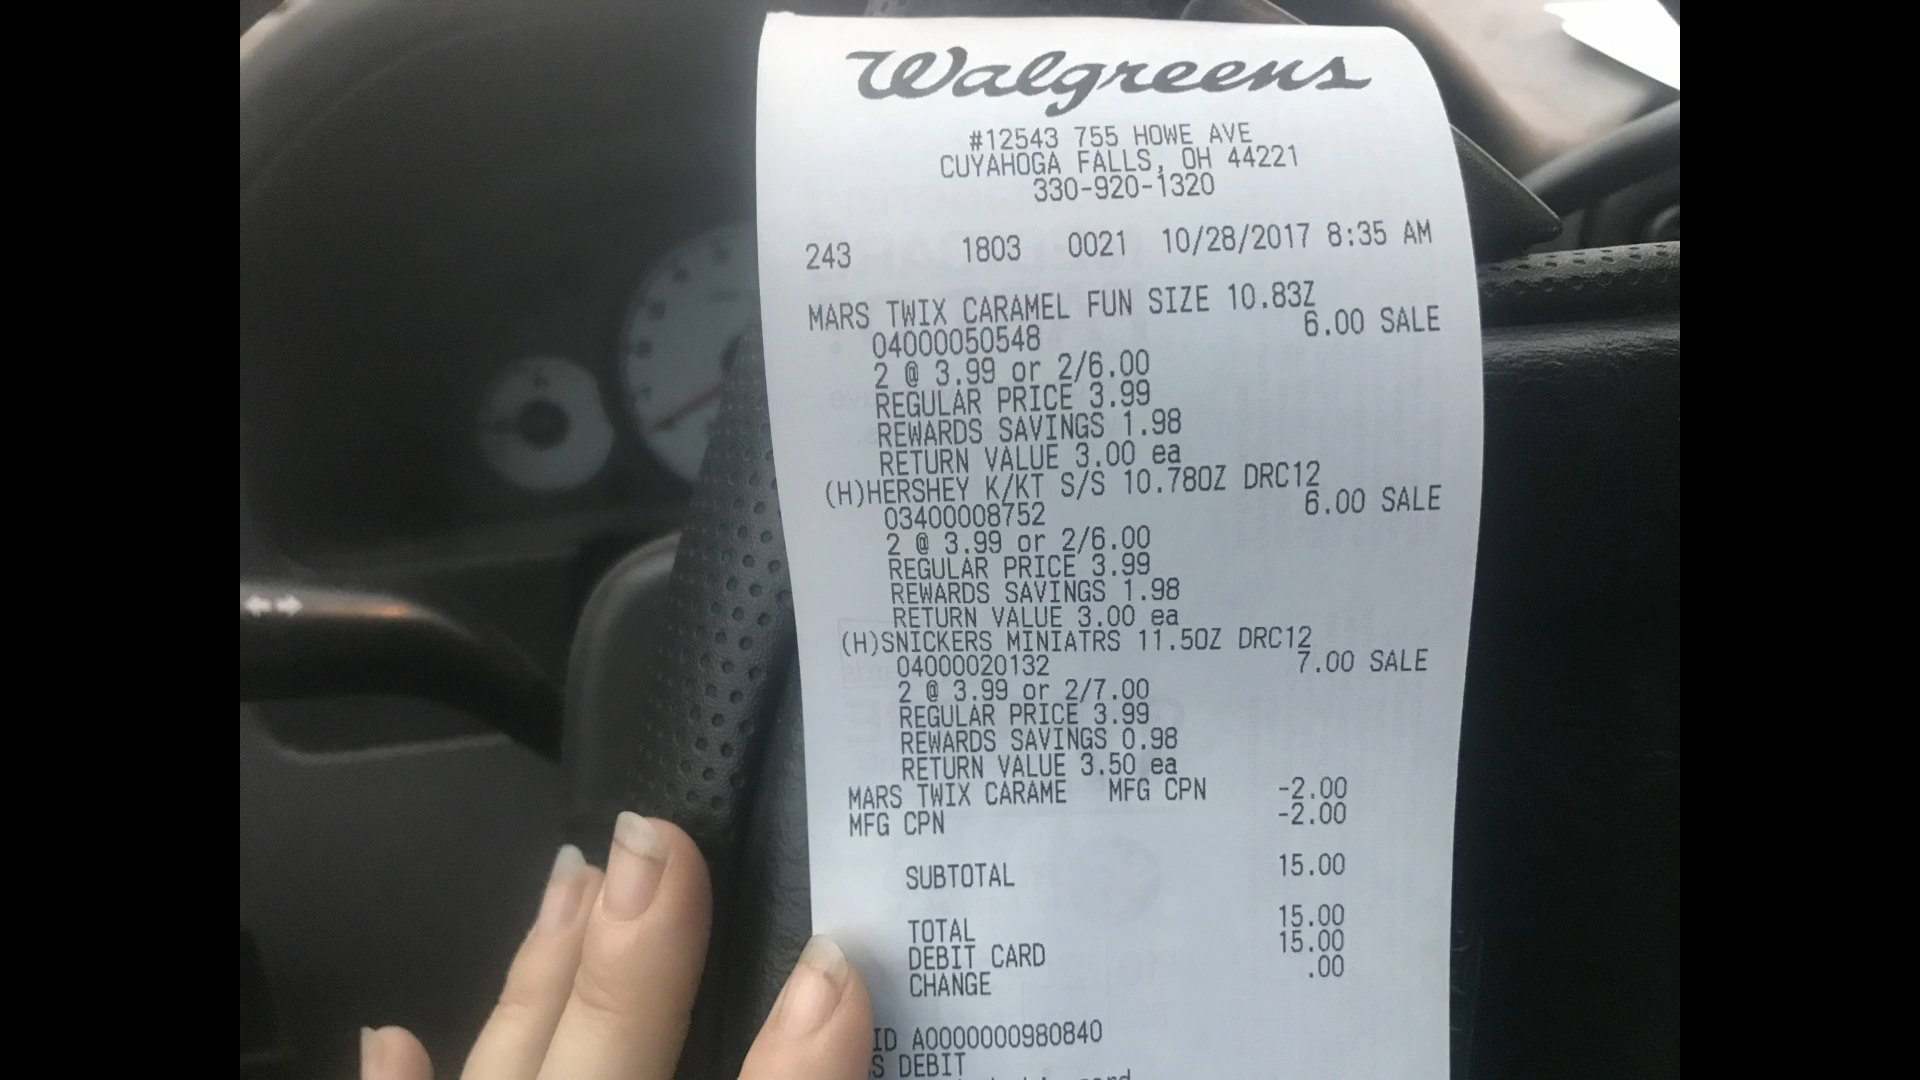 Walgreens
#12543 755 HOWE AVE
CUYAHOGA FALLS, OH 44221
330-920-1320
243 1803 0021 10/28/2017 8:35 AM
MARS TWIX CARAMEL FUN SIZE 10.83Z
04000050548 6.00 SALE
2 @ 3.99 or 2/6.00
REGULAR PRICE 3.99
REWARDS SAVINGS 1.98
RETURN VALUE 3.00 ea
(H)HERSHEY K/KT S/S 10.78OZ DRC12
03400008752 6.00 SALE
2 @ 3.99 or 2/6.00
REGULAR PRICE 3.99
REWARDS SAVINGS 1.98
RETURN VALUE 3.00 ea
(H)SNICKERS MINIATRS 11.5OZ DRC12
04000020132 7.00 SALE
2 @ 3.99 or 2/7.00
REGULAR PRICE 3.99
REWARDS SAVINGS 0.98
RETURN VALUE 3.50 ea
MARS TWIX CARAME MFG CPN -2.00
MFG CPN -2.00
SUBTOTAL 15.00
TOTAL 15.00
DEBIT CARD 15.00
CHANGE .00
ID A0000000980840
S DEBIT